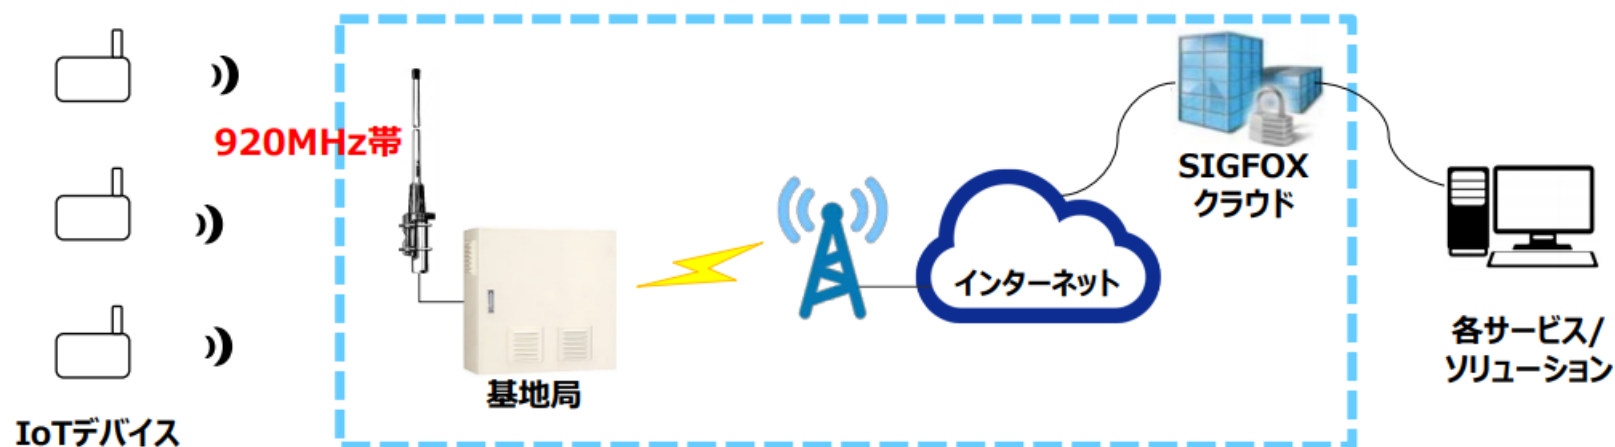 920MHz帯
SIGFOX
クラウド
インターネット
各サービス/
ソリューション
基地局
IoTデバイス